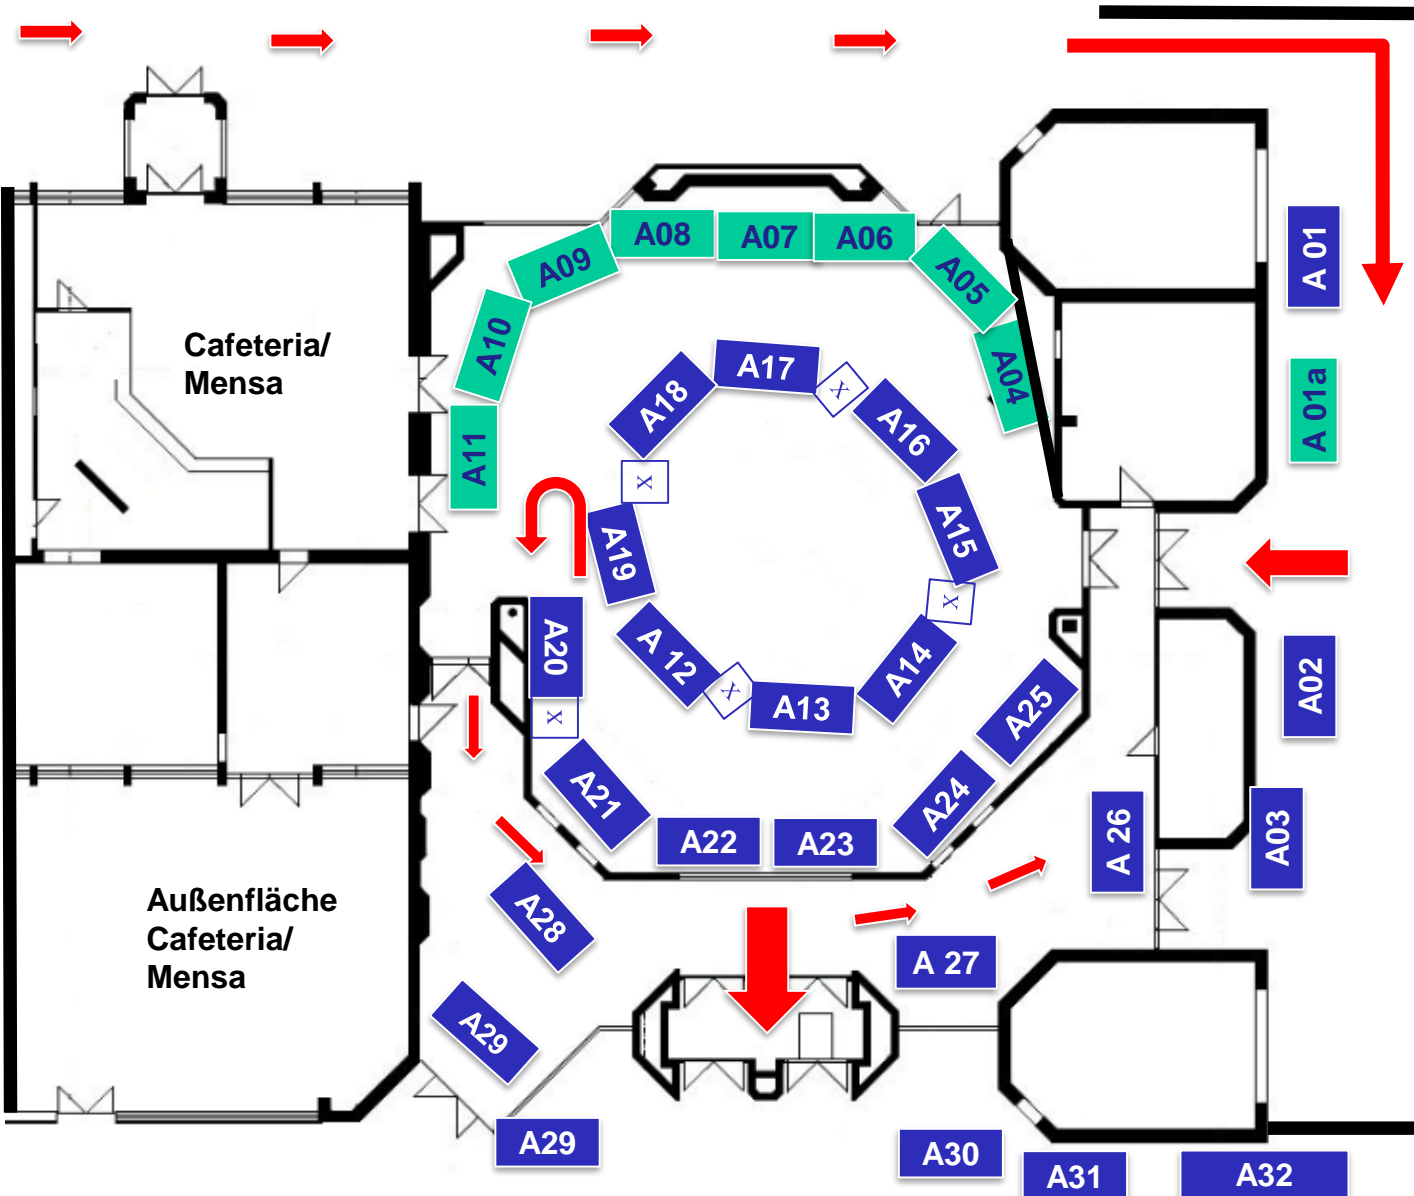 A 01
A08
A07
A06
A09
A05
A10
Cafeteria/
Mensa
A17
A04
A18
X
A16
A 01a
A11
X
A15
A19
X
A20
A 12
A14
X
A13
A25
A02
X
A21
A24
A22
A23
A 26
A03
Außenfläche
Cafeteria/
Mensa
A28
A 27
A29
A29
A30
A31
A32